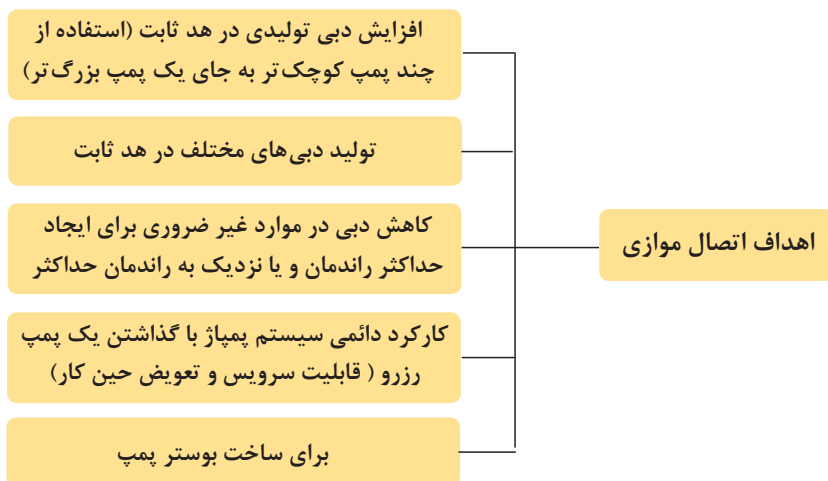 اهداف اتصال موازی
افزایش دبی تولیدی در هد ثابت (استفاده از
چند پمپ کوچک‌تر به جای یک پمپ بزرگ‌تر)
تولید دبی‌های مختلف در هد ثابت
کاهش دبی در موارد غیر ضروری برای ایجاد
حداکثر راندمان و یا نزدیک به راندمان حداکثر
کارکرد دائمی سیستم پمپاژ با گذاشتن یک پمپ
رزرو ( قابلیت سرویس و تعویض حین کار)
برای ساخت بوستر پمپ